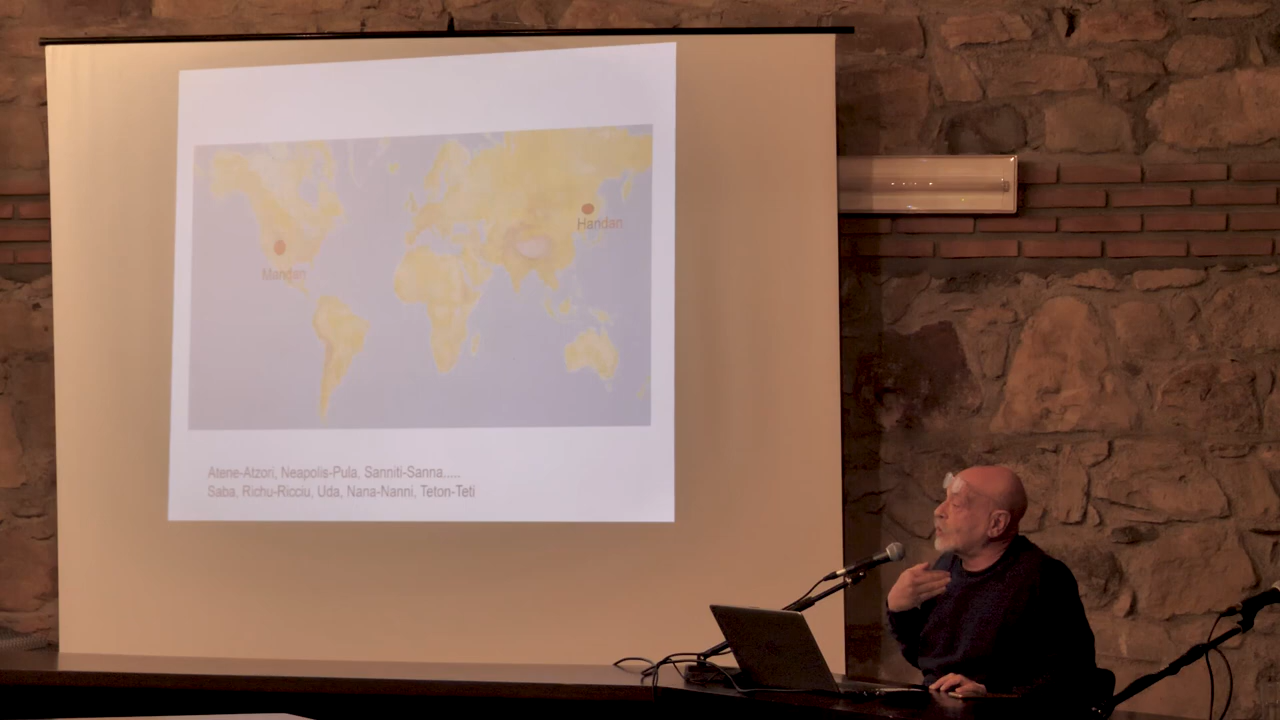 Handan
Mandan
Atene-Atzori, Neapolis-Pula, Sanniti-Sanna.....
Saba, Richu-Ricciu, Uda, Nana-Nanni, Teton-Teti